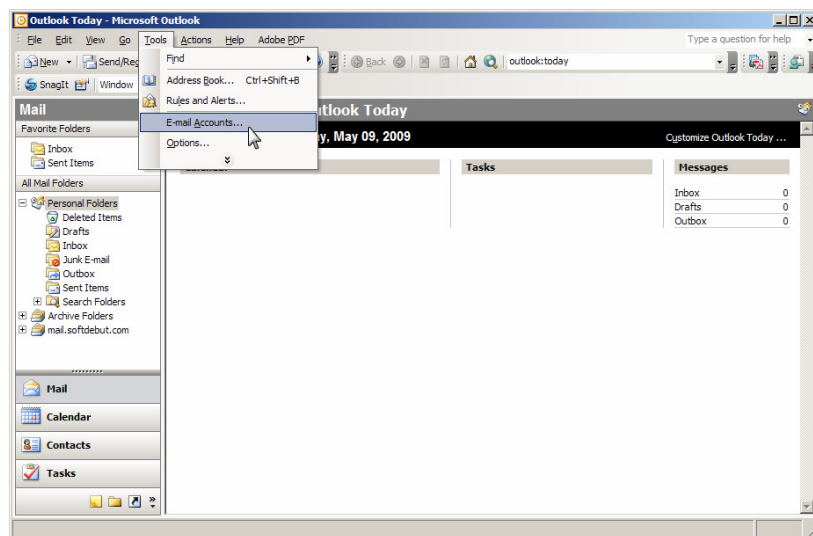 Outlook Today - Microsoft Outlook
File Edit View Go Tools Actions Help Adobe PDF Type a question for help
New Send/Rec Back outlook:today
SnagIt Window
Find
Address Book... Ctrl+Shift+B
Rules and Alerts...
E-mail Accounts...
Options...
Mail
Favorite Folders
Inbox
Sent Items
All Mail Folders
Personal Folders
Deleted Items
Drafts
Inbox
Junk E-mail
Outbox
Sent Items
Search Folders
Archive Folders
mail.softdebut.com
Mail
Calendar
Contacts
Tasks
tlook Today
y, May 09, 2009 Customize Outlook Today ...
Tasks Messages
Inbox 0
Drafts 0
Outbox 0